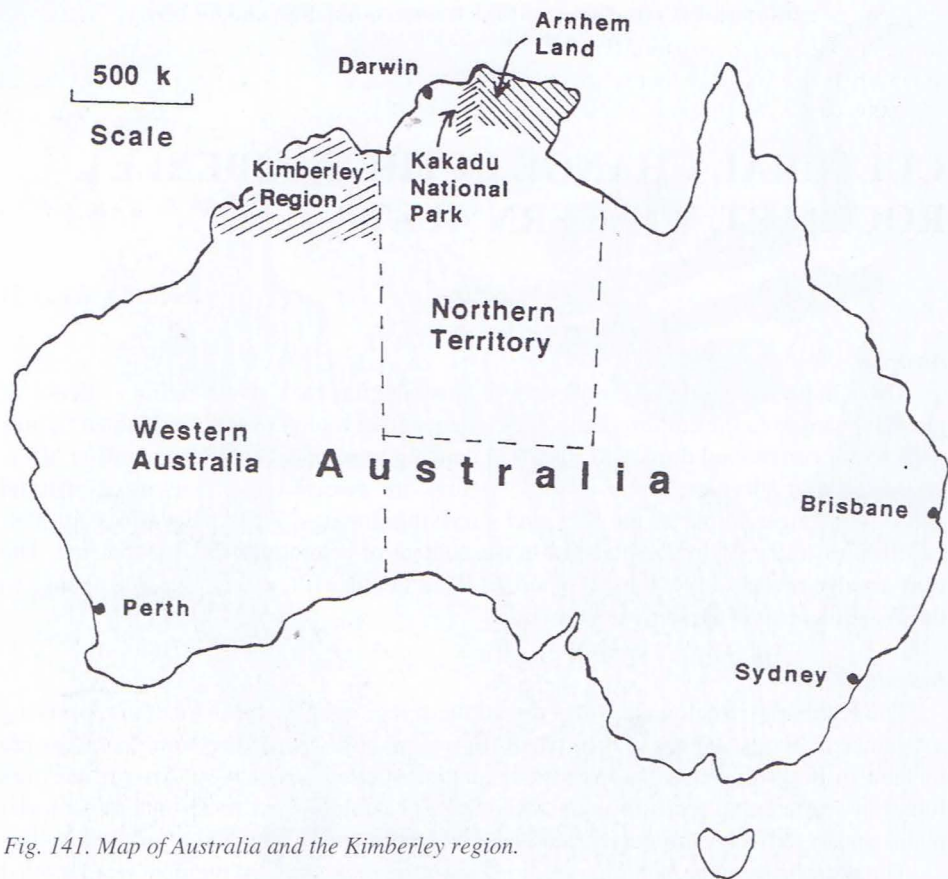 Arnhem
Land
Darwin
500 k
Scale
Kimberley
Region
Kakadu
National
Park
Northern
Territory
Western
Australia
Australia
Brisbane
Perth
Sydney
Fig. 141. Map of Australia and the Kimberley region.